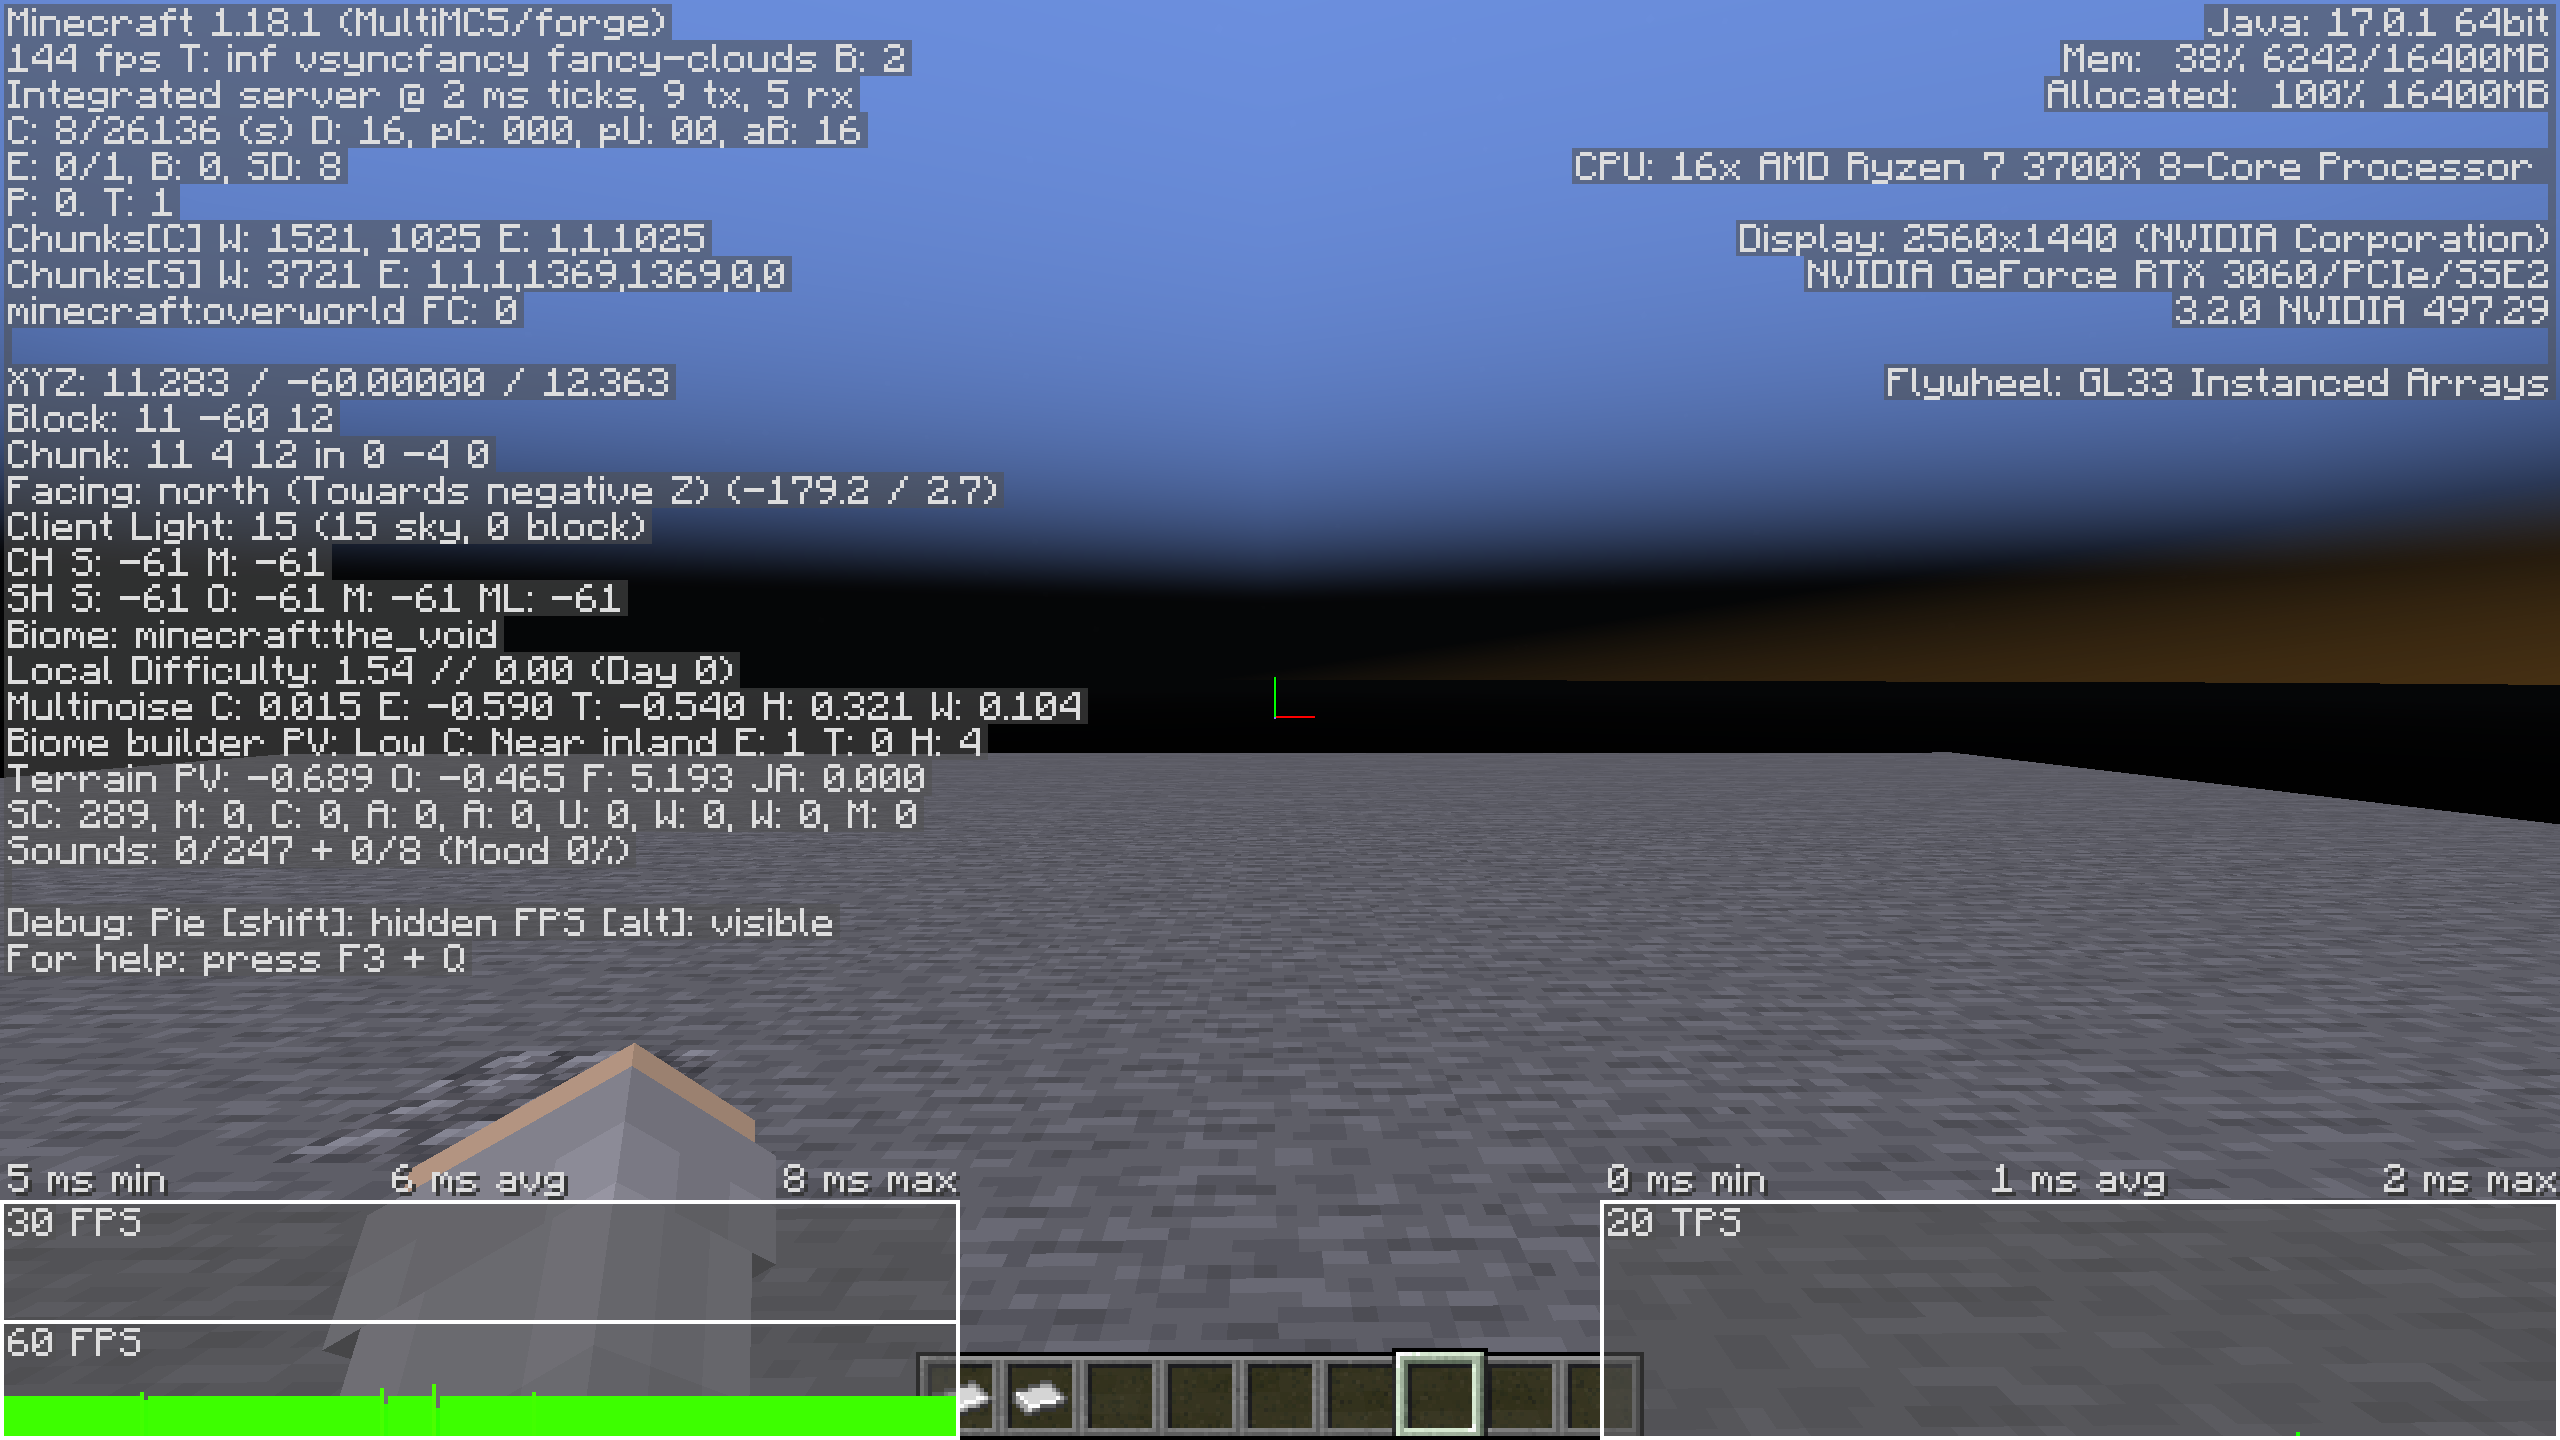 Minecraft 1.18.1 (MultiMC5/forge)
144 fps T: inf vsyncfancy fancy-clouds B: 2
Integrated server @ 2 ms ticks, 9 tx, 5 rx
C: 8/26136 (s) D: 16, pC: 000, pU: 00, aB: 16
E: 0/1, B: 0, SD: 8
P: 0. T: 1
Chunks[C] W: 1521, 1025 E: 1,1,1025
Chunks[S] W: 3721 E: 1,1,1,1369,1369,0,0
minecraft:overworld FC: 0
XYZ: 11.283 / -60.00000 / 12.363
Block: 11 -60 12
Chunk: 11 4 12 in 0 -4 0
Facing: north (Towards negative Z) (-179.2 / 2.7)
Client Light: 15 (15 sky, 0 block)
CH S: -61 M: -61
SH S: -61 O: -61 M: -61 ML: -61
Biome: minecraft:the_void
Local Difficulty: 1.54 // 0.00 (Day 0)
Multinoise C: 0.015 E: -0.590 T: -0.540 H: 0.321 W: 0.104
Biome builder PV: Low C: Near inland E: 1 T: 0 H: 4
Terrain PV: -0.689 O: -0.465 F: 5.193 JA: 0.000
SC: 289, M: 0, C: 0, A: 0, A: 0, U: 0, W: 0, W: 0, M: 0
Sounds: 0/247 + 0/8 (Mood 0%)
Debug: Pie [shift]: hidden FPS [alt]: visible
For help: press F3 + Q
Java: 17.0.1 64bit
Mem: 38% 6242/16400MB
Allocated: 100% 16400MB
CPU: 16x AMD Ryzen 7 3700X 8-Core Processor
Display: 2560x1440 (NVIDIA Corporation)
NVIDIA GeForce RTX 3060/PCIe/SSE2
3.2.0 NVIDIA 497.29
Flywheel: GL33 Instanced Arrays
5 ms min 6 ms avg 8 ms max
30 FPS
60 FPS
0 ms min 1 ms avg 2 ms max
20 TPS